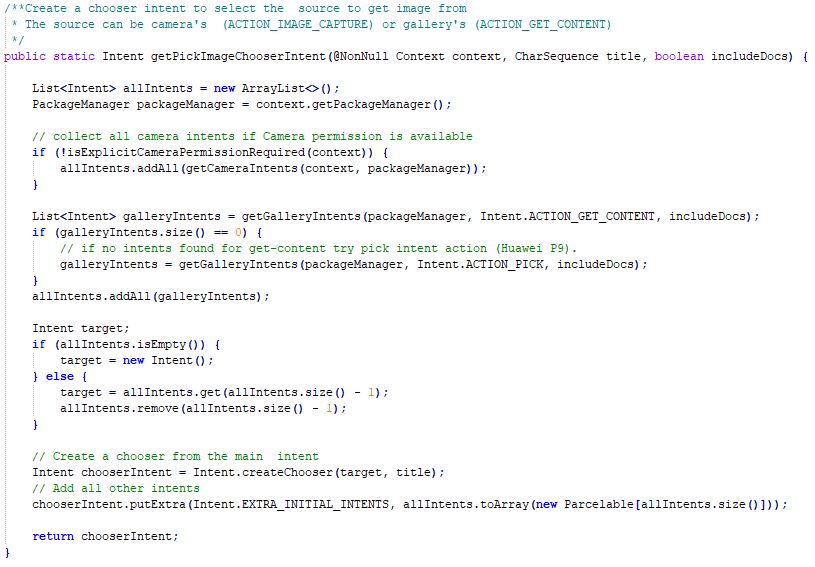 /**Create a chooser intent to select the  source to get image from
 * The source can be camera's  (ACTION_IMAGE_CAPTURE) or gallery's (ACTION_GET_CONTENT)
 */
public static Intent getPickImageChooserIntent(@NonNull Context context, CharSequence title, boolean includeDocs) {

    List<Intent> allIntents = new ArrayList<>();
    PackageManager packageManager = context.getPackageManager();

    // collect all camera intents if Camera permission is available
    if (!isExplicitCameraPermissionRequired(context)) {
        allIntents.addAll(getCameraIntents(context, packageManager));
    }

    List<Intent> galleryIntents = getGalleryIntents(packageManager, Intent.ACTION_GET_CONTENT, includeDocs);
    if (galleryIntents.size() == 0) {
        // if no intents found for get-content try pick intent action (Huawei P9).
        galleryIntents = getGalleryIntents(packageManager, Intent.ACTION_PICK, includeDocs);
    }
    allIntents.addAll(galleryIntents);

    Intent target;
    if (allIntents.isEmpty()) {
        target = new Intent();
    } else {
        target = allIntents.get(allIntents.size() - 1);
        allIntents.remove(allIntents.size() - 1);
    }

    // Create a chooser from the main  intent
    Intent chooserIntent = Intent.createChooser(target, title);
    // Add all other intents
    chooserIntent.putExtra(Intent.EXTRA_INITIAL_INTENTS, allIntents.toArray(new Parcelable[allIntents.size()]));

    return chooserIntent;
}